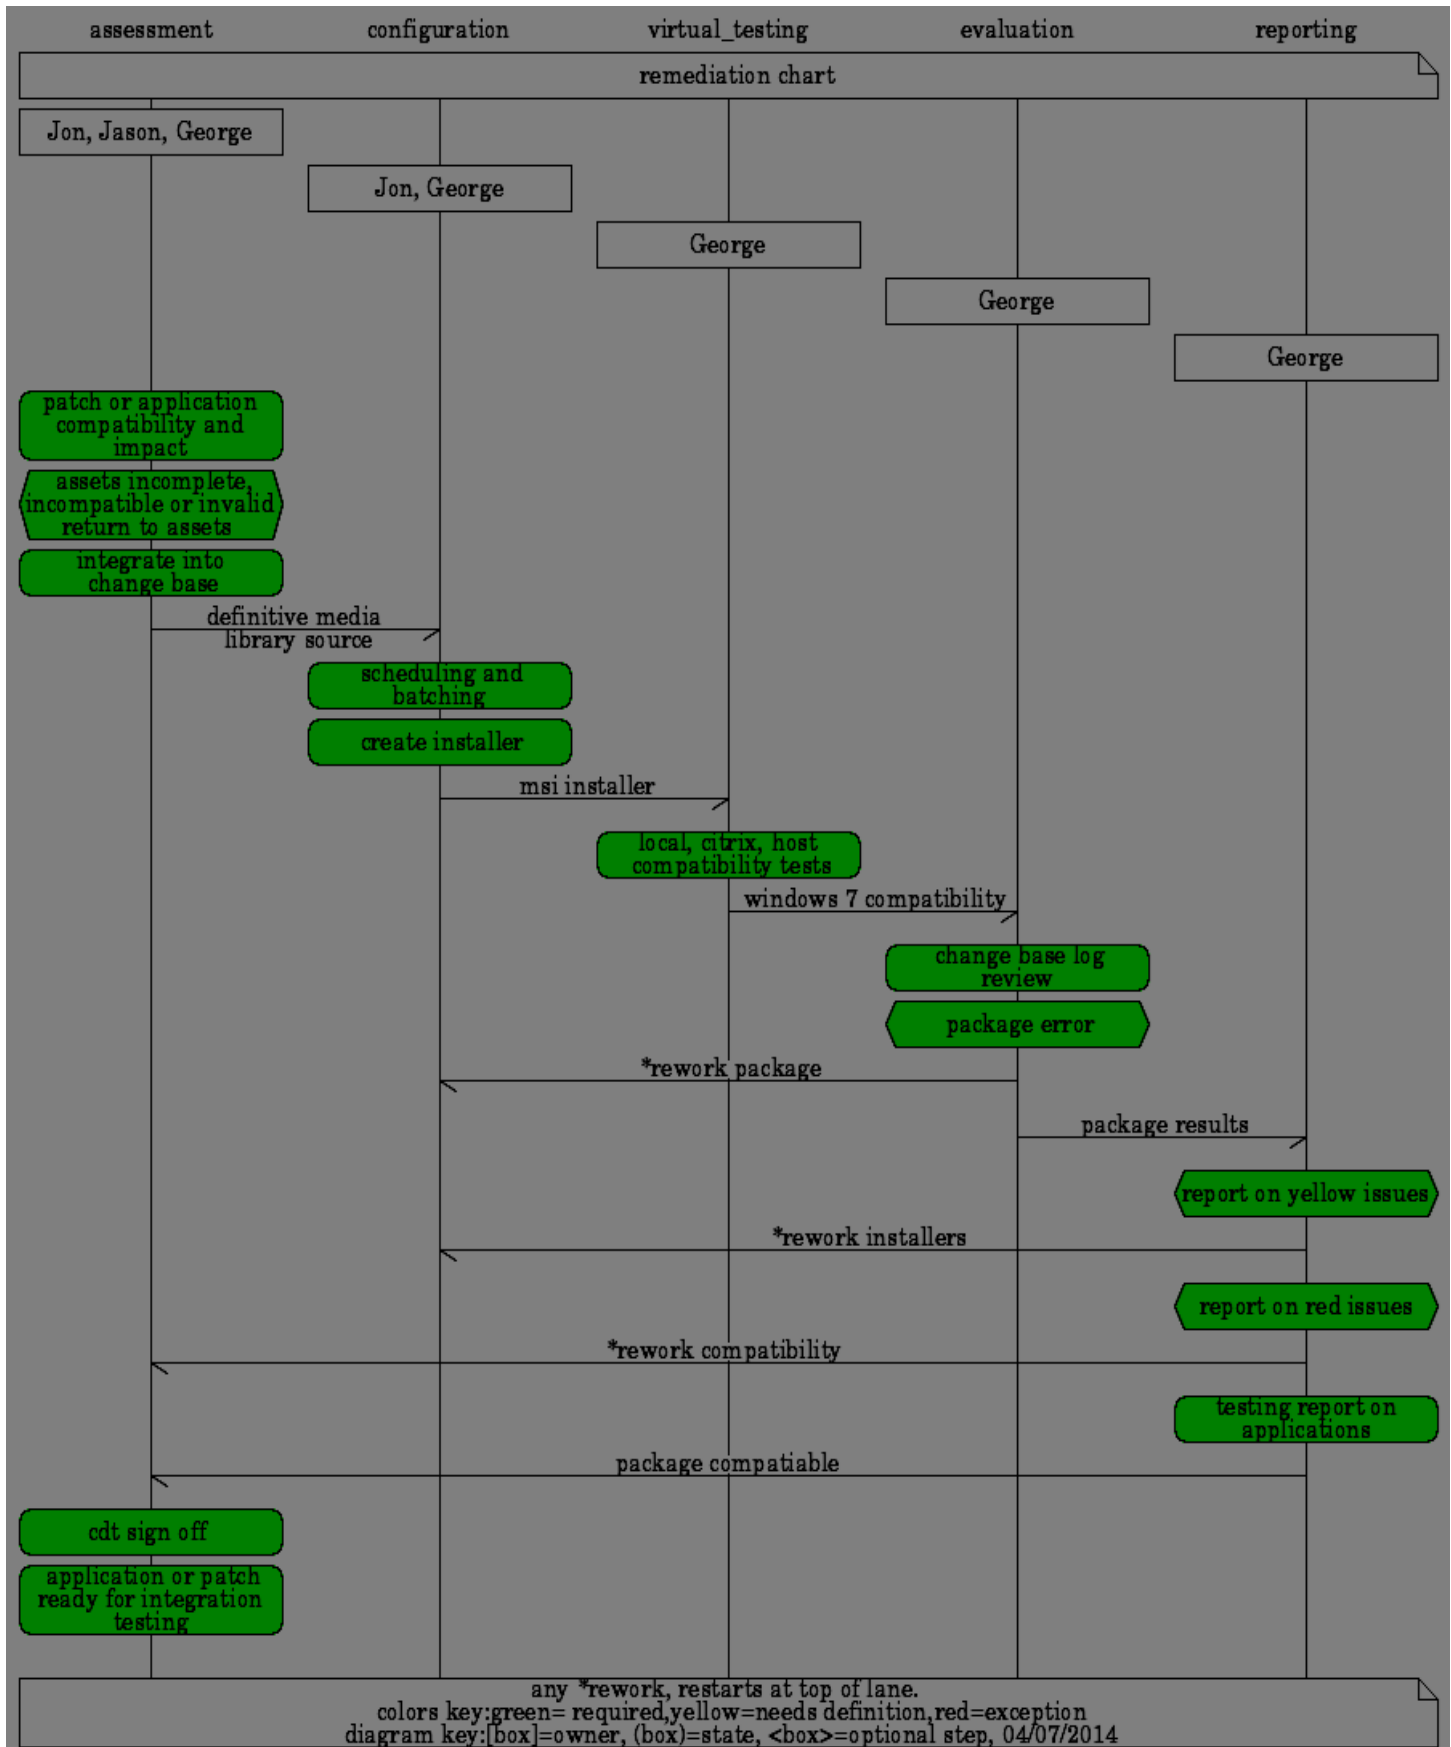 assessment configuration virtual_testing evaluation reporting
remediation chart
Jon, Jason, George
Jon, George
George
George
George
patch or application
compatibility and
impact
assets incomplete,
incompatible or invalid
return to assets
integrate into
change base
definitive media
library source
scheduling and
batching
create installer
msi installer
local, citrix, host
compatibility tests
windows 7 compatibility
change base log
review
package error
*rework package
package results
report on yellow issues
*rework installers
report on red issues
*rework compatibility
testing report on
applications
package compatiable
cdt sign off
application or patch
ready for integration
testing
any *rework, restarts at top of lane.
colors key:green= required,yellow=needs definition,red=exception
diagram key:[box]=owner, (box)=state, <box>=optional step, 04/07/2014